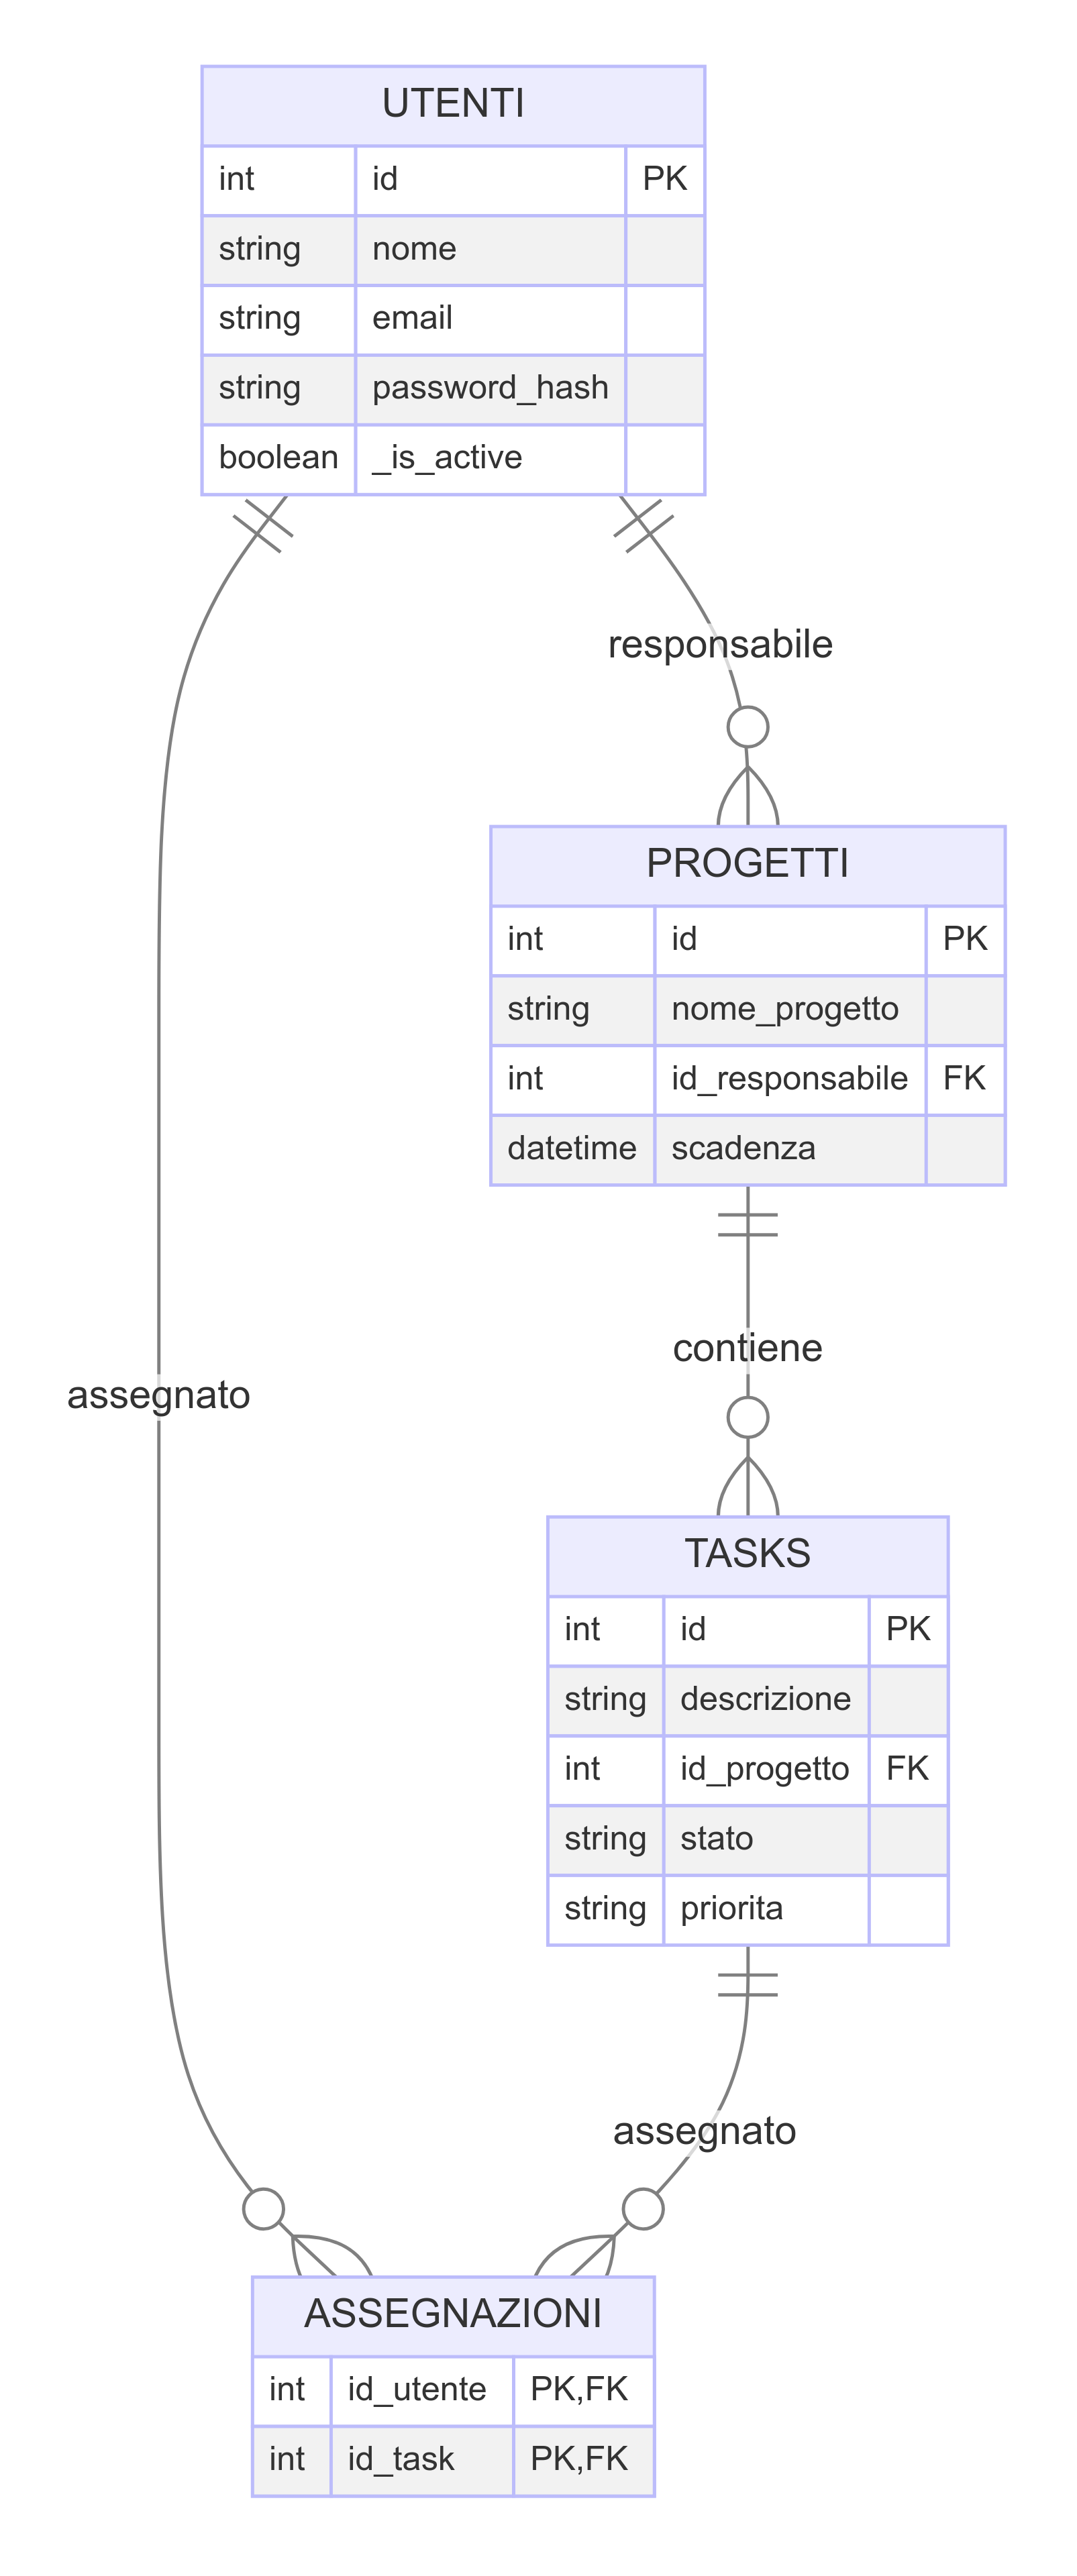 UTENTI
int id PK
string nome
string email
string password_hash
boolean _is_active
responsabile
PROGETTI
int id PK
string nome_progetto
int id_responsabile FK
datetime scadenza
contiene
assegnato
TASKS
int id PK
string descrizione
int id_progetto FK
string stato
string priorita
assegnato
ASSEGNAZIONI
int id_utente PK,FK
int id_task PK,FK